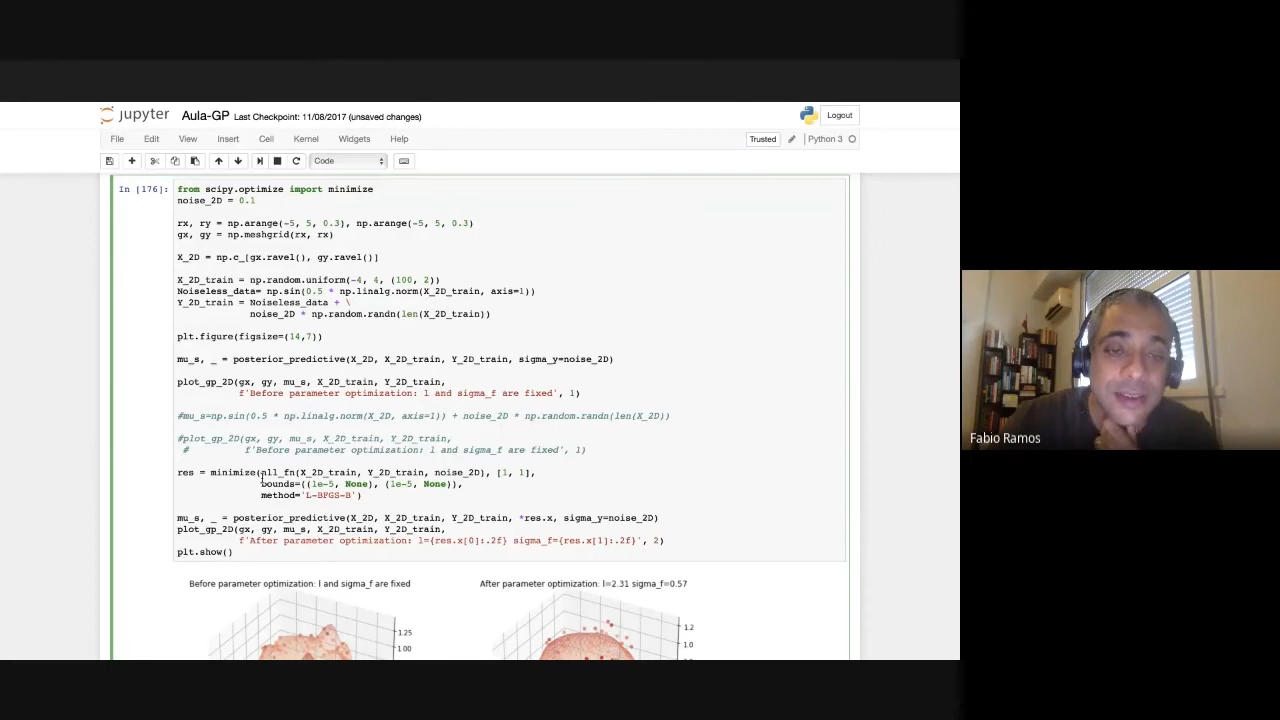 jupyter Aula-GP Last Checkpoint: 11/08/2017 (unsaved changes)
Logout
File Edit View Insert Cell Kernel Widgets Help
Trusted Python 3
Code
In [176]:
from scipy.optimize import minimize
noise_2D = 0.1
rx, ry = np.arange(-5, 5, 0.3), np.arange(-5, 5, 0.3)
gx, gy = np.meshgrid(rx, rx)
X_2D = np.c_[gx.ravel(), gy.ravel()]
X_2D_train = np.random.uniform(-4, 4, (100, 2))
Noiseless_data= np.sin(0.5 * np.linalg.norm(X_2D_train, axis=1))
Y_2D_train = Noiseless_data + \
noise_2D * np.random.randn(len(X_2D_train))
plt.figure(figsize=(14,7))
mu_s, _ = posterior_predictive(X_2D, X_2D_train, Y_2D_train, sigma_y=noise_2D)
plot_gp_2D(gx, gy, mu_s, X_2D_train, Y_2D_train,
f'Before parameter optimization: l and sigma_f are fixed', 1)
#mu_s=np.sin(0.5 * np.linalg.norm(X_2D, axis=1)) + noise_2D * np.random.randn(len(X_2D))
#plot_gp_2D(gx, gy, mu_s, X_2D_train, Y_2D_train,
# f'Before parameter optimization: l and sigma_f are fixed', 1)
res = minimize(nll_fn(X_2D_train, Y_2D_train, noise_2D), [1, 1],
bounds=((1e-5, None), (1e-5, None)),
method='L-BFGS-B')
mu_s, _ = posterior_predictive(X_2D, X_2D_train, Y_2D_train, *res.x, sigma_y=noise_2D)
plot_gp_2D(gx, gy, mu_s, X_2D_train, Y_2D_train,
f'After parameter optimization: l={res.x[0]:.2f} sigma_f={res.x[1]:.2f}', 2)
plt.show()
Before parameter optimization: l and sigma_f are fixed
After parameter optimization: l=2.31 sigma_f=0.57
1.25
1.00
1.2
1.0
Fabio Ramos